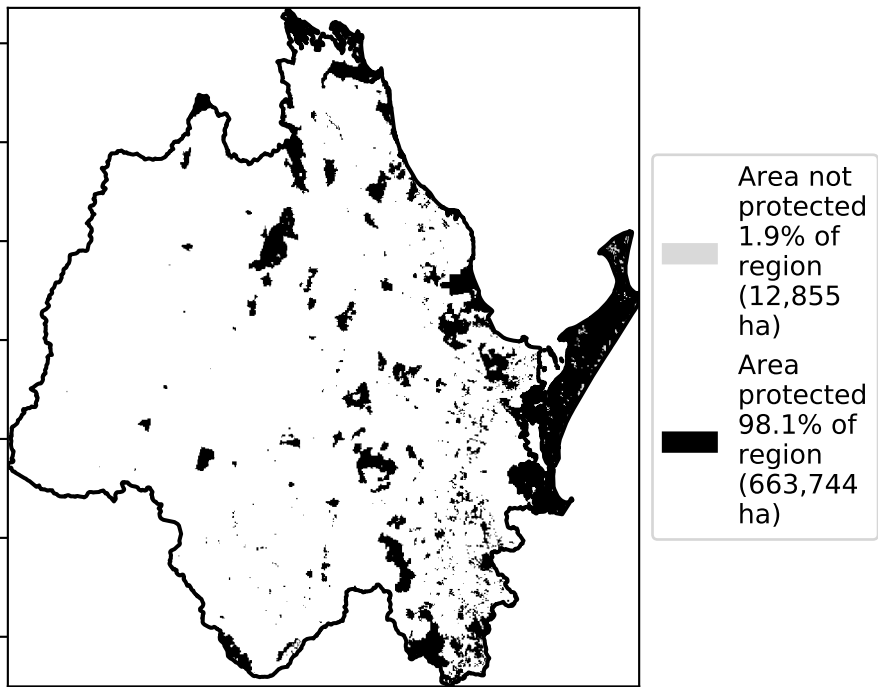 Area not
protected
1.9% of
region
(12,855
ha)
Area
protected
98.1% of
region
(663,744
ha)